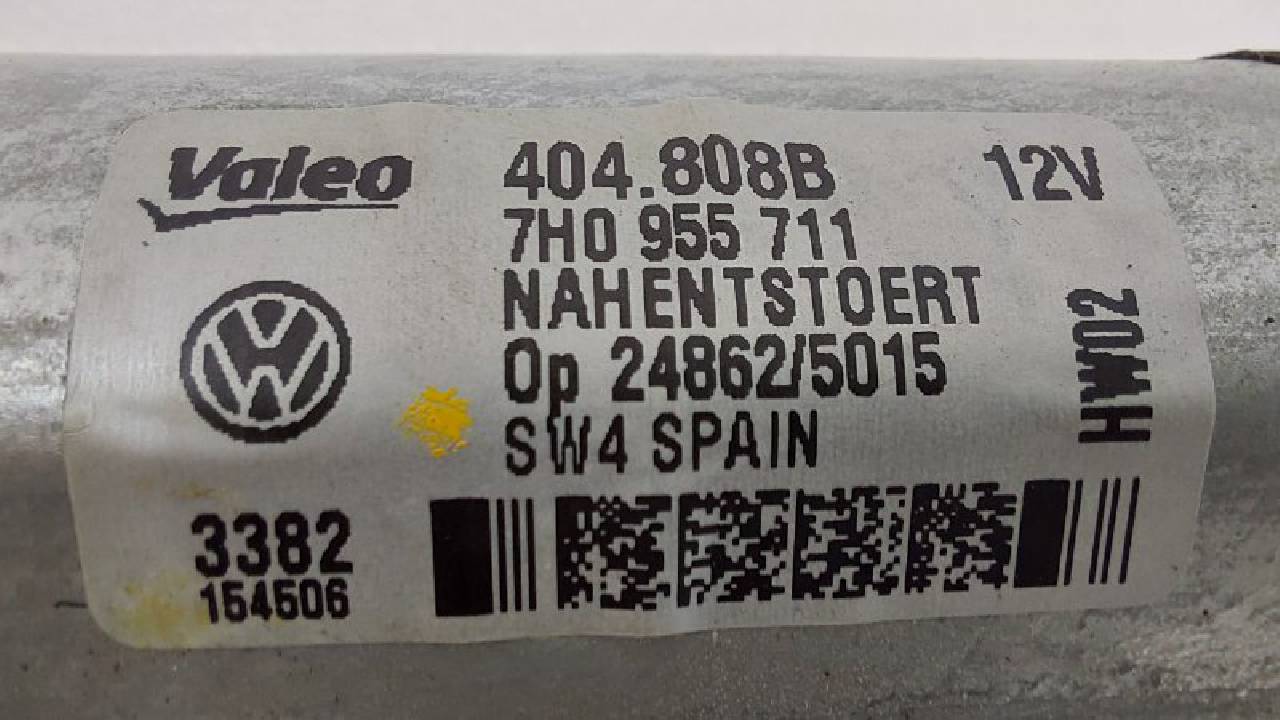 Valeo
404.808B
12V
7H0 955 711
NAHENTSTOERT
Op 24862/5015
SW4 SPAIN
HW02
3382
154506